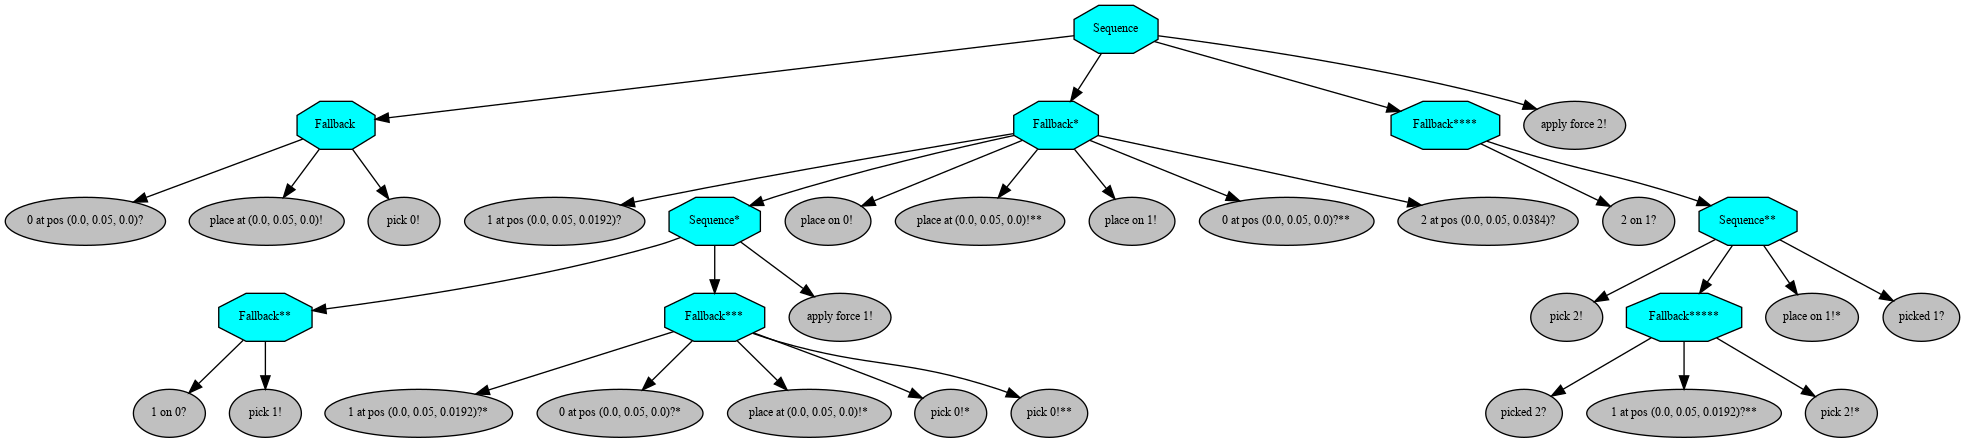 Sequence
Fallback
Fallback*
Fallback****
apply force 2!
0 at pos (0.0, 0.05, 0.0)?
place at (0.0, 0.05, 0.0)!
pick 0!
1 at pos (0.0, 0.05, 0.0192)?
Sequence*
place on 0!
place at (0.0, 0.05, 0.0)!**
place on 1!
0 at pos (0.0, 0.05, 0.0)?**
2 at pos (0.0, 0.05, 0.0384)?
2 on 1?
Sequence**
Fallback**
Fallback***
apply force 1!
pick 2!
Fallback*****
place on 1!*
picked 1?
1 on 0?
pick 1!
1 at pos (0.0, 0.05, 0.0192)?*
0 at pos (0.0, 0.05, 0.0)?*
place at (0.0, 0.05, 0.0)!*
pick 0!*
pick 0!**
picked 2?
1 at pos (0.0, 0.05, 0.0192)?**
pick 2!*